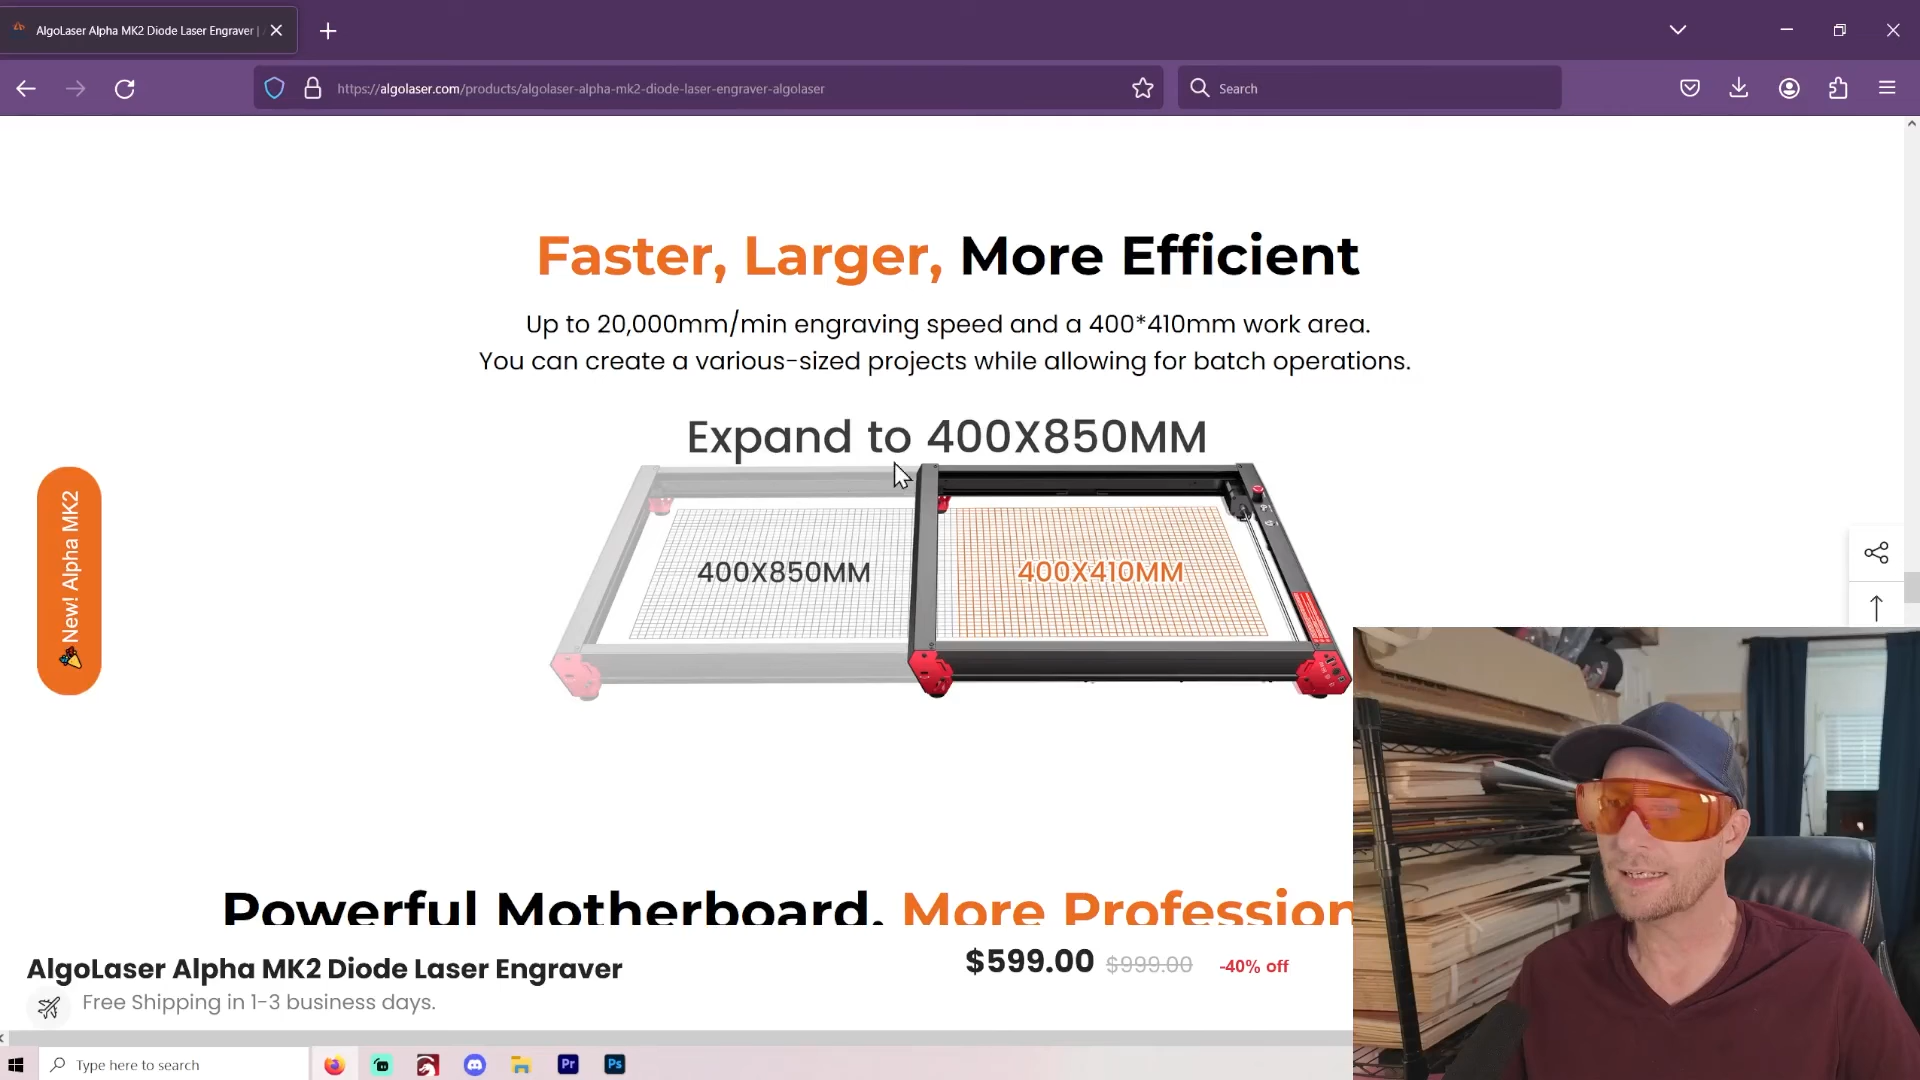 AlgoLaser Alpha MK2 Diode Laser Engraver |
https://algolaser.com/products/algolaser-alpha-mk2-diode-laser-engraver-algolaser
Search
Faster, Larger, More Efficient
Up to 20,000mm/min engraving speed and a 400*410mm work area.
You can create a various-sized projects while allowing for batch operations.
Expand to 400X850MM
400X850MM
400X410MM
New! Alpha MK2
Powerful Motherboard. More Profession
AlgoLaser Alpha MK2 Diode Laser Engraver
$599.00 $999.00 -40% off
Free Shipping in 1-3 business days.
Type here to search
Pr
Ps